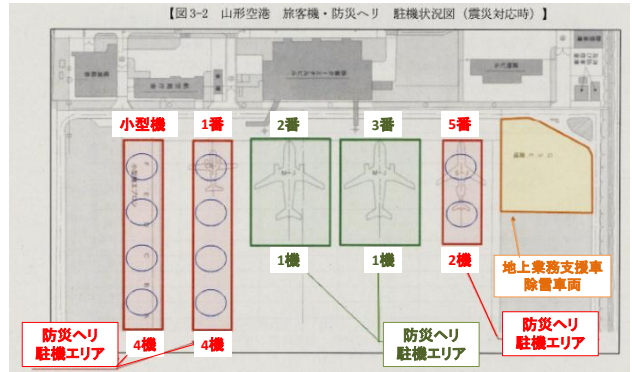 【図3-2　山形空港　旅客機・防災ヘリ　駐機状況図（震災対応時）】
小型機
1番
2番
3番
5番
1機
1機
2機
4機
4機
地上業務支援車
除雪車両
防災ヘリ
駐機エリア
防災ヘリ
駐機エリア
防災ヘリ
駐機エリア